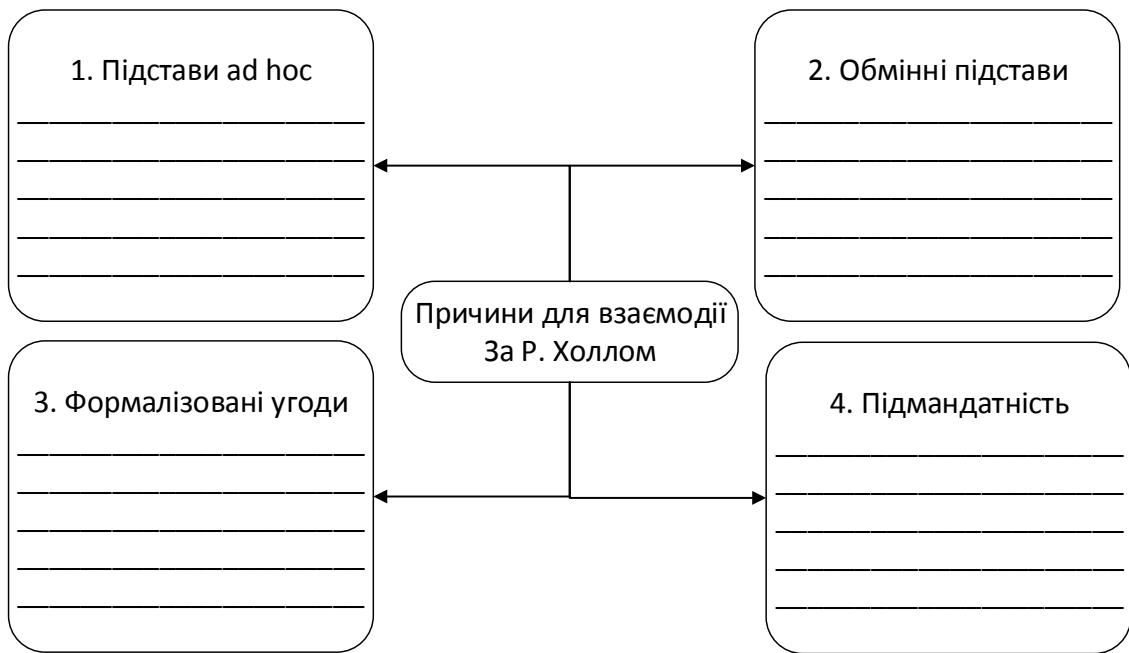 1. Підстави ad hoc
2. Обмінні підстави
Причини для взаємодії
За Р. Холлом
3. Формалізовані угоди
4. Підмандатність